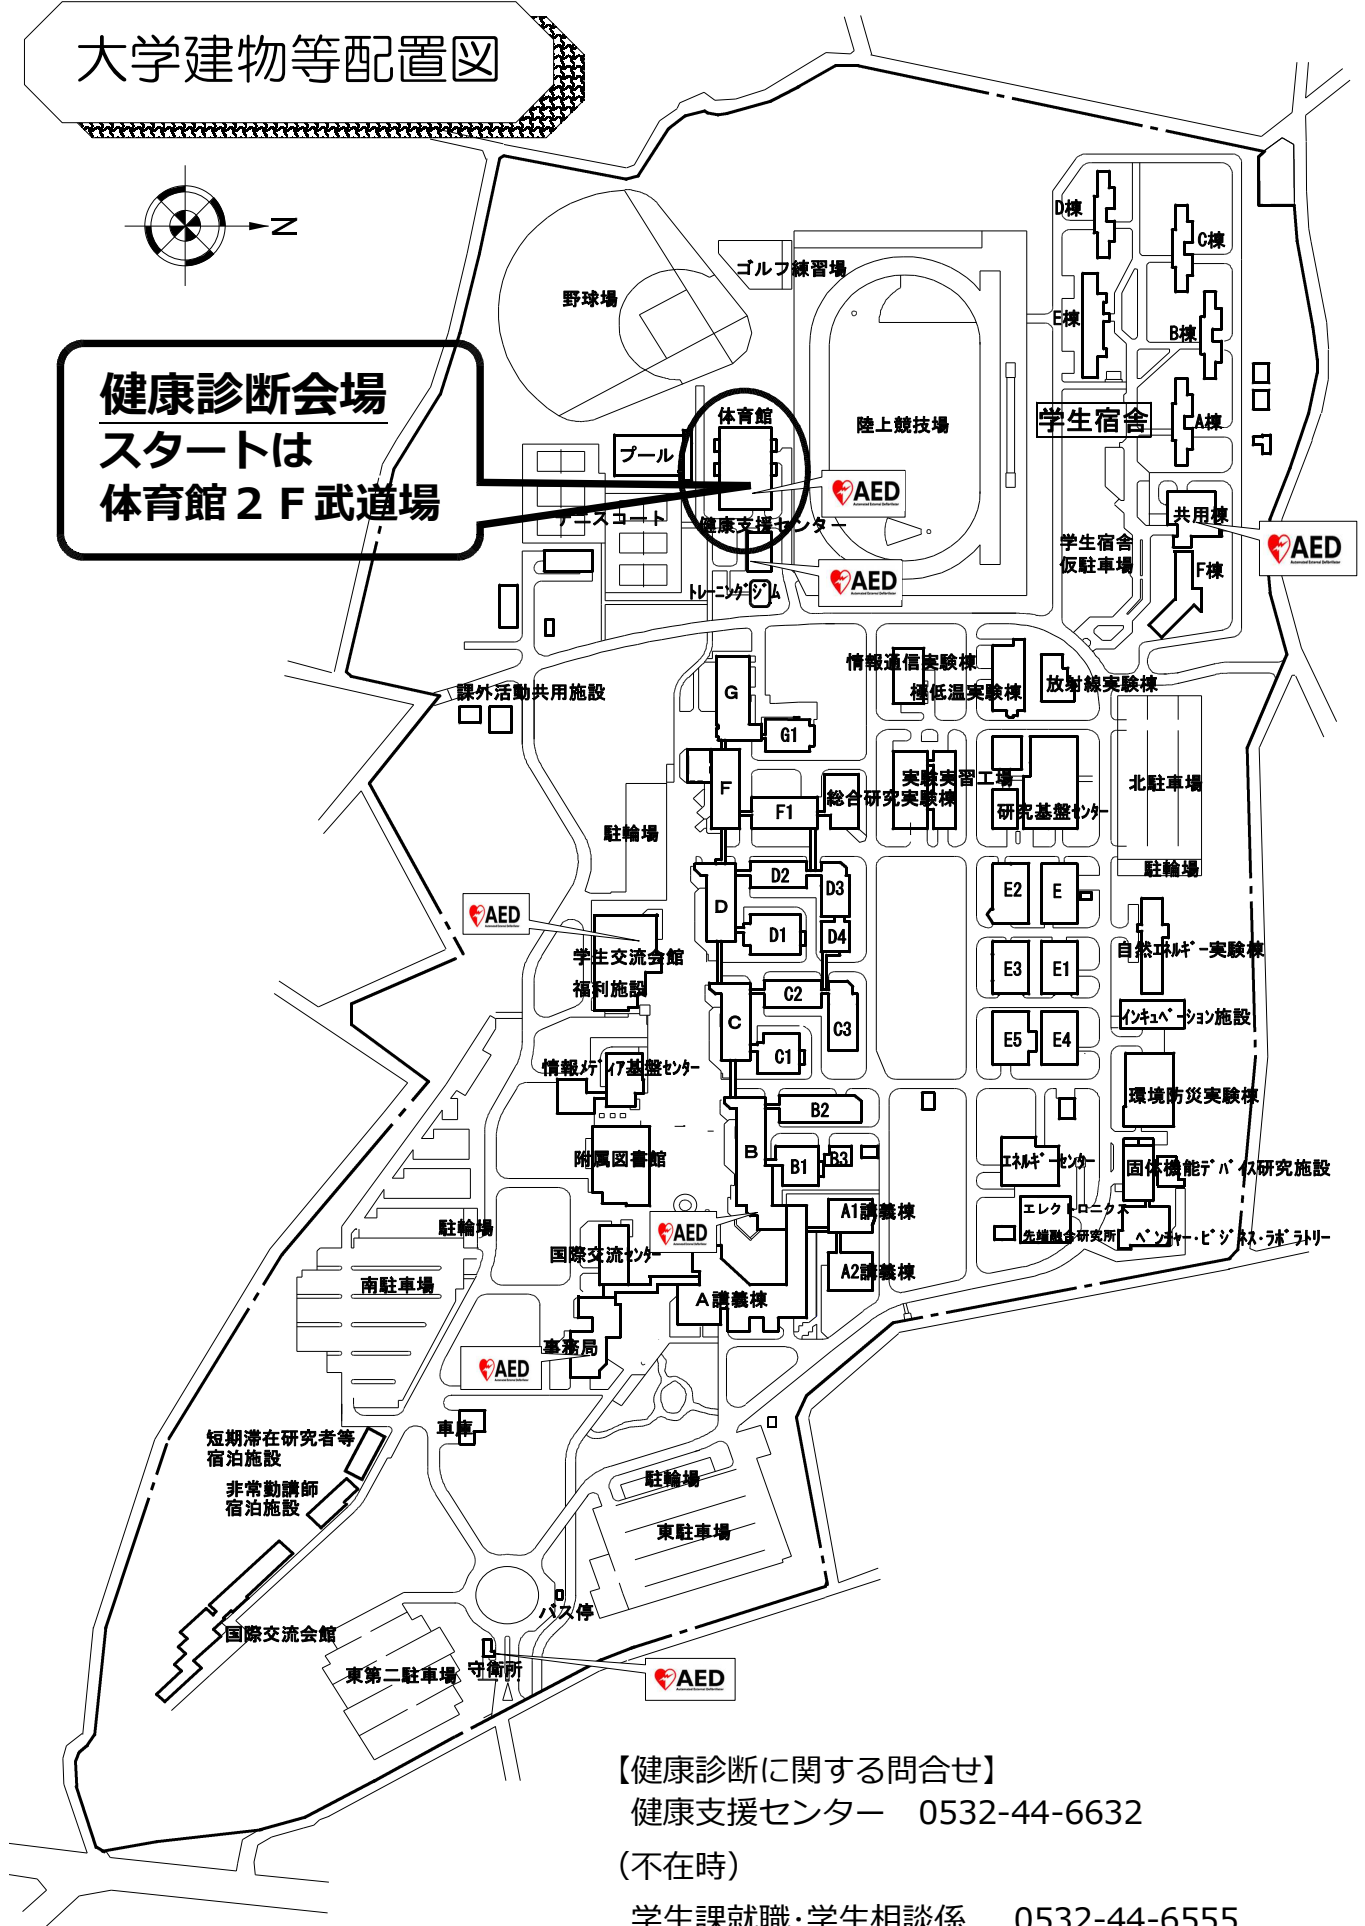 大学建物等配置図
N
健康診断会場
スタートは
体育館２Ｆ武道場
野球場
ゴルフ練習場
陸上競技場
体育館
プール
テニスコート
健康支援センター
トレーニングジム
AED
AED
D棟
C棟
E棟
B棟
学生宿舎
A棟
共用棟
学生宿舎
仮駐車場
F棟
AED
課外活動共用施設
G
G1
情報通信実験棟
極低温実験棟
放射線実験棟
F
F1
総合研究実験棟
実験実習工場
研究基盤センター
北駐車場
駐輪場
駐輪場
D
D2
D3
D1
D4
E2
E
AED
学生交流会館
福利施設
E3
E1
自然エネルギー実験棟
C
C2
C3
C1
E5
E4
インキュベーション施設
情報メディア基盤センター
環境防災実験棟
B
B2
B1
B3
附属図書館
エネルギーセンター
固体機能デバイス研究施設
AED
A1講義棟
A2講義棟
エレクトロニクス
先端融合研究所
ベンチャー・ビジネス・ラボラトリー
駐輪場
国際交流センター
南駐車場
A講義棟
事務局
AED
車庫
短期滞在研究者等
宿泊施設
非常勤講師
宿泊施設
駐輪場
東駐車場
バス停
国際交流会館
東第二駐車場
守衛所
AED
【健康診断に関する問合せ】
健康支援センター　0532-44-6632
（不在時）
学生課就職・学生相談係　0532-44-6555